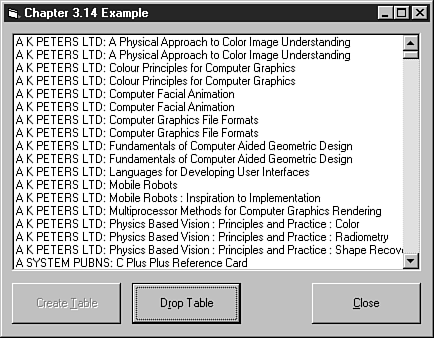 Chapter 3.14 Example
A K PETERS LTD: A Physical Approach to Color Image Understanding
A K PETERS LTD: A Physical Approach to Color Image Understanding
A K PETERS LTD: Colour Principles for Computer Graphics
A K PETERS LTD: Colour Principles for Computer Graphics
A K PETERS LTD: Computer Facial Animation
A K PETERS LTD: Computer Facial Animation
A K PETERS LTD: Computer Graphics File Formats
A K PETERS LTD: Computer Graphics File Formats
A K PETERS LTD: Fundamentals of Computer Aided Geometric Design
A K PETERS LTD: Fundamentals of Computer Aided Geometric Design
A K PETERS LTD: Languages for Developing User Interfaces
A K PETERS LTD: Mobile Robots
A K PETERS LTD: Mobile Robots : Inspiration to Implementation
A K PETERS LTD: Multiprocessor Methods for Computer Graphics Rendering
A K PETERS LTD: Physics Based Vision : Principles and Practice : Color
A K PETERS LTD: Physics Based Vision : Principles and Practice : Radiometry
A K PETERS LTD: Physics Based Vision : Principles and Practice : Shape Recove
A SYSTEM PUBNS: C Plus Plus Reference Card
Create Table Drop Table Close